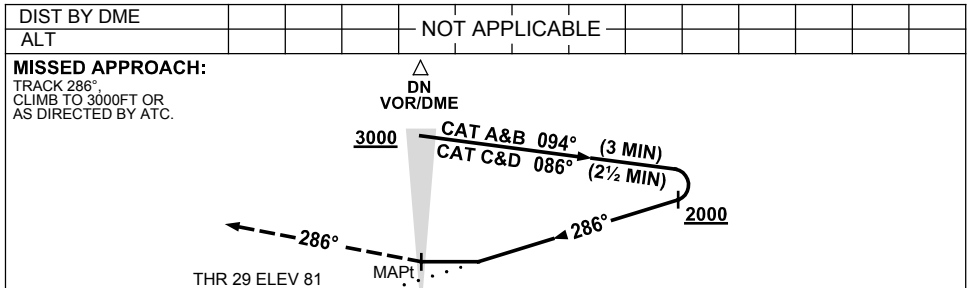 DIST BY DME
ALT
NOT APPLICABLE
MISSED APPROACH:
TRACK 286°,
CLIMB TO 3000FT OR
AS DIRECTED BY ATC.
DN
VOR/DME
3000
CAT A&B 094° (3 MIN)
CAT C&D 086° (2½ MIN)
2000
286°
286°
MAPt
THR 29 ELEV 81